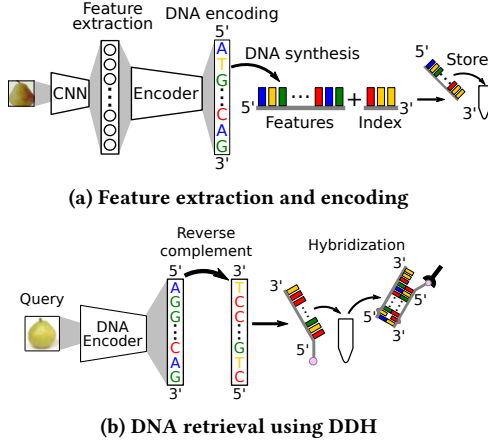 Feature extraction
DNA encoding
5'
A
T
G
C
A
G
3'
CNN
Encoder
DNA synthesis
5'
Features
+
Index
3'
5'
Store
3'
(a) Feature extraction and encoding
Query
DNA Encoder
Reverse complement
5'
A
G
G
C
A
G
3'
3'
T
C
C
G
T
C
5'
Hybridization
3'
5'
3'
5'
3'
(b) DNA retrieval using DDH